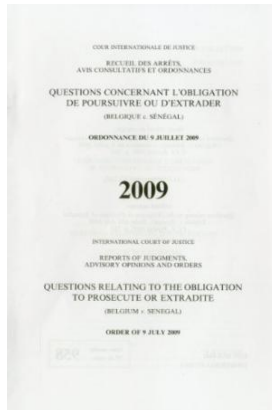 COUR INTERNATIONALE DE JUSTICE
RECUEIL DES ARRÊTS,
AVIS CONSULTATIFS ET ORDONNANCES
QUESTIONS CONCERNANT L'OBLIGATION
DE POURSUIVRE OU D'EXTRADER
(BELGIQUE c. SÉNÉGAL)
ORDONNANCE DU 9 JUILLET 2009
2009
INTERNATIONAL COURT OF JUSTICE
REPORTS OF JUDGMENTS,
ADVISORY OPINIONS AND ORDERS
QUESTIONS RELATING TO THE OBLIGATION
TO PROSECUTE OR EXTRADITE
(BELGIUM v. SENEGAL)
ORDER OF 9 JULY 2009